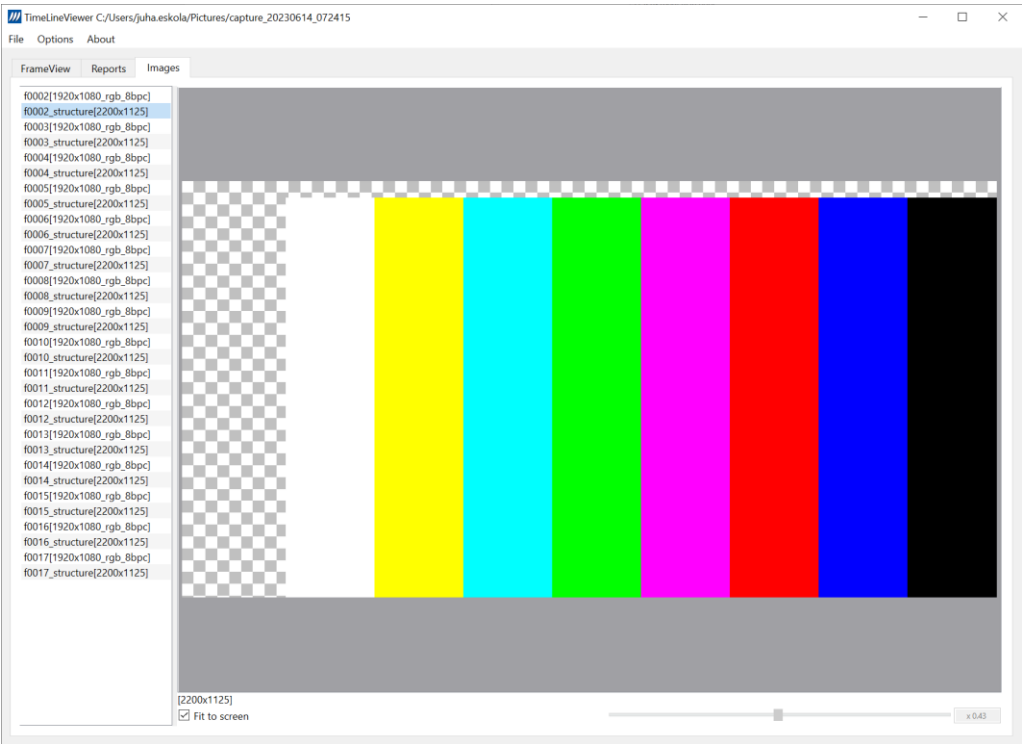 TimeLineViewer C:/Users/juha.eskola/Pictures/capture_20230614_072415
File Options About
FrameView Reports Images
f0002[1920x1080_rgb_8bpc]
f0002_structure[2200x1125]
f0003[1920x1080_rgb_8bpc]
f0003_structure[2200x1125]
f0004[1920x1080_rgb_8bpc]
f0004_structure[2200x1125]
f0005[1920x1080_rgb_8bpc]
f0005_structure[2200x1125]
f0006[1920x1080_rgb_8bpc]
f0006_structure[2200x1125]
f0007[1920x1080_rgb_8bpc]
f0007_structure[2200x1125]
f0008[1920x1080_rgb_8bpc]
f0008_structure[2200x1125]
f0009[1920x1080_rgb_8bpc]
f0009_structure[2200x1125]
f0010[1920x1080_rgb_8bpc]
f0010_structure[2200x1125]
f0011[1920x1080_rgb_8bpc]
f0011_structure[2200x1125]
f0012[1920x1080_rgb_8bpc]
f0012_structure[2200x1125]
f0013[1920x1080_rgb_8bpc]
f0013_structure[2200x1125]
f0014[1920x1080_rgb_8bpc]
f0014_structure[2200x1125]
f0015[1920x1080_rgb_8bpc]
f0015_structure[2200x1125]
f0016[1920x1080_rgb_8bpc]
f0016_structure[2200x1125]
f0017[1920x1080_rgb_8bpc]
f0017_structure[2200x1125]
[2200x1125]
Fit to screen
x 0.43